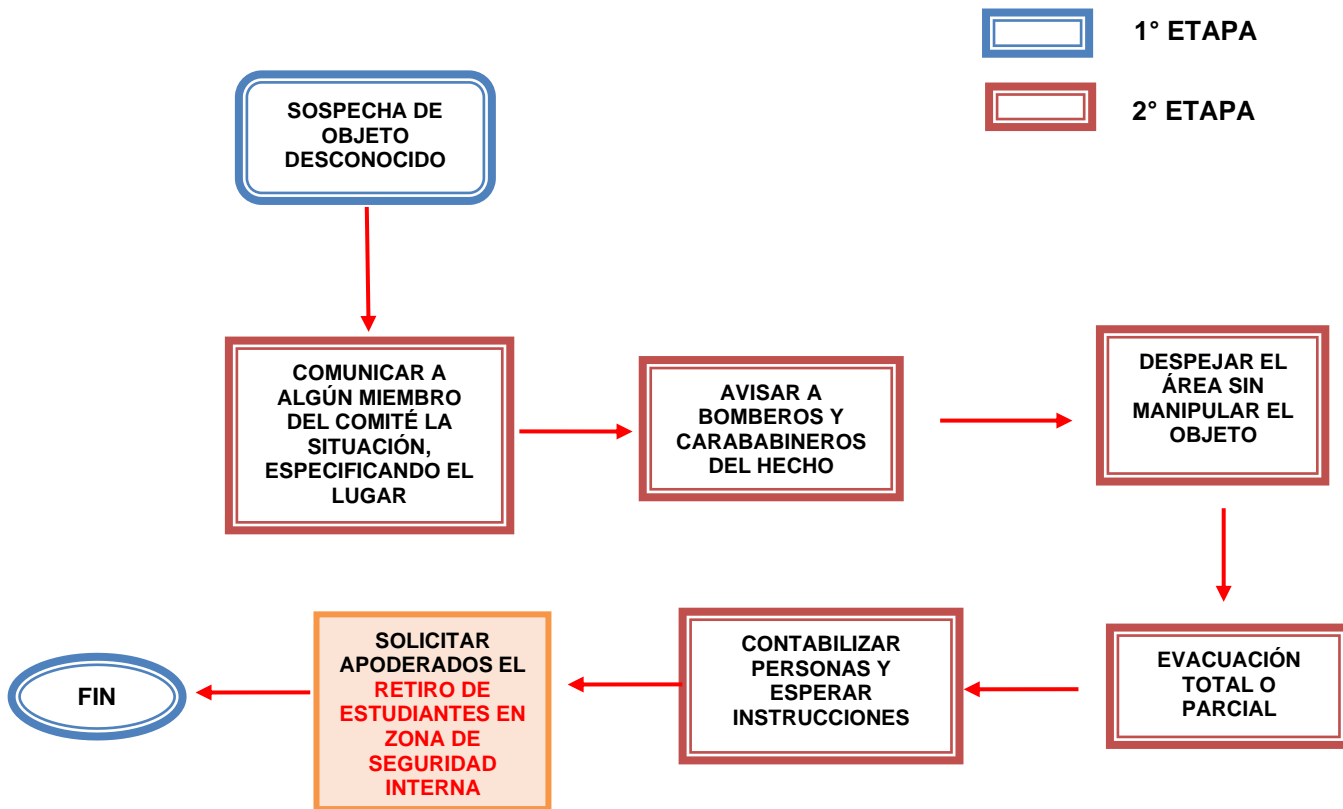 1° ETAPA
2° ETAPA
SOSPECHA DE
OBJETO
DESCONOCIDO
COMUNICAR A
ALGÚN MIEMBRO
DEL COMITÉ LA
SITUACIÓN,
ESPECIFICANDO EL
LUGAR
AVISAR A
BOMBEROS Y
CARABABINEROS
DEL HECHO
DESPEJAR EL
ÁREA SIN
MANIPULAR EL
OBJETO
EVACUACIÓN
TOTAL O
PARCIAL
CONTABILIZAR
PERSONAS Y
ESPERAR
INSTRUCCIONES
SOLICITAR
APODERADOS EL
RETIRO DE
ESTUDIANTES EN
ZONA DE
SEGURIDAD
INTERNA
FIN